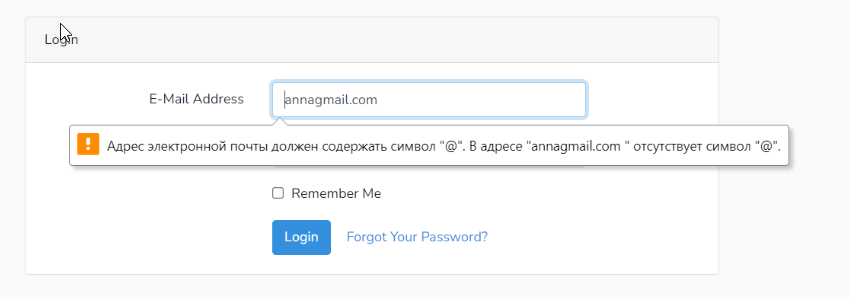 Login
E-Mail Address
annagmail.com
Адрес электронной почты должен содержать символ "@". В адресе "annagmail.com " отсутствует символ "@".
Remember Me
Login Forgot Your Password?